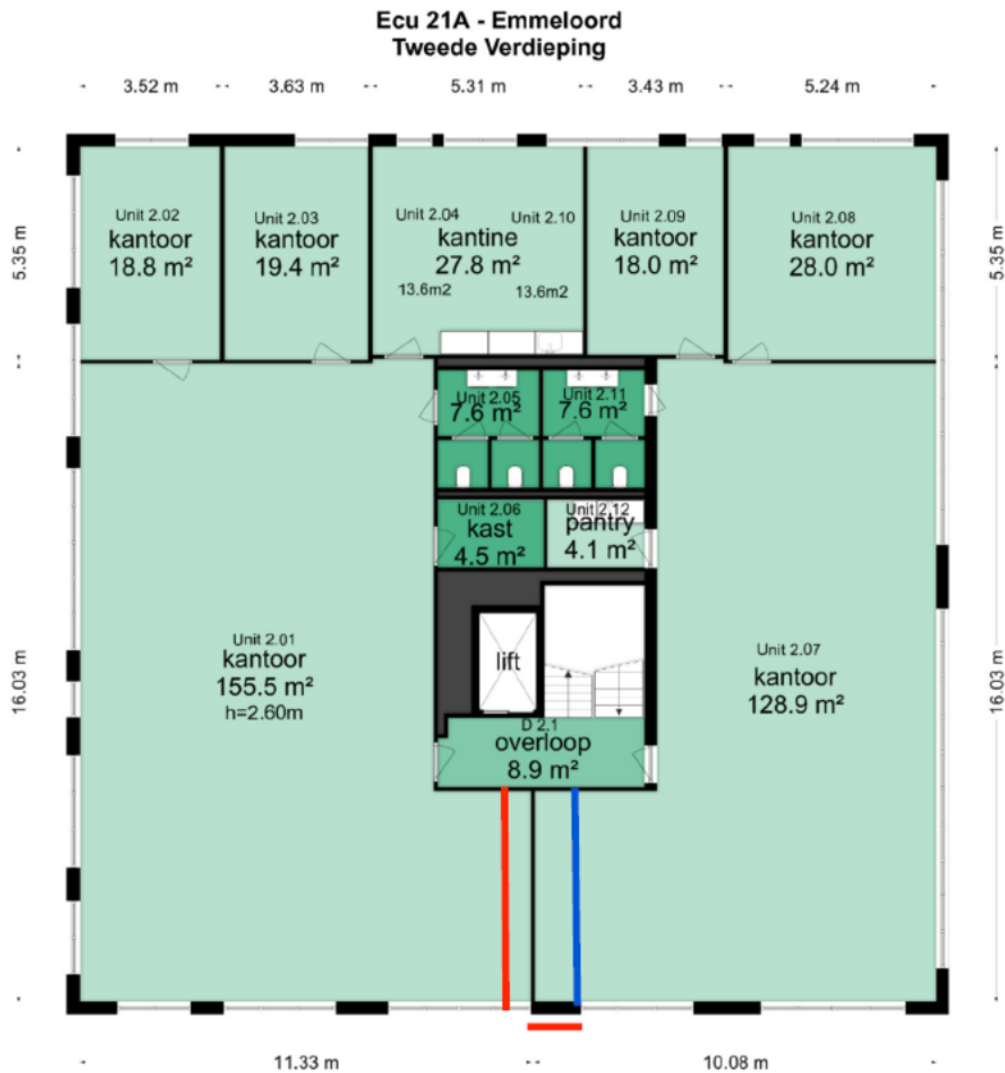 Ecu 21A - Emmeloord
Tweede Verdieping
3.52 m
3.63 m
5.31 m
3.43 m
5.24 m
5.35 m
5.35 m
Unit 2.02
kantoor
18.8 m²
Unit 2.03
kantoor
19.4 m²
Unit 2.04
Unit 2.10
kantine
27.8 m²
13.6m2
13.6m2
Unit 2.09
kantoor
18.0 m²
Unit 2.08
kantoor
28.0 m²
Unit 2.05
7.6 m²
Unit 2.11
7.6 m²
Unit 2.06
kast
4.5 m²
Unit 2.12
pantry
4.1 m²
16.03 m
Unit 2.01
kantoor
155.5 m²
h=2.60m
lift
Unit 2.07
kantoor
128.9 m²
16.03 m
D 2.1
overloop
8.9 m²
11.33 m
10.08 m